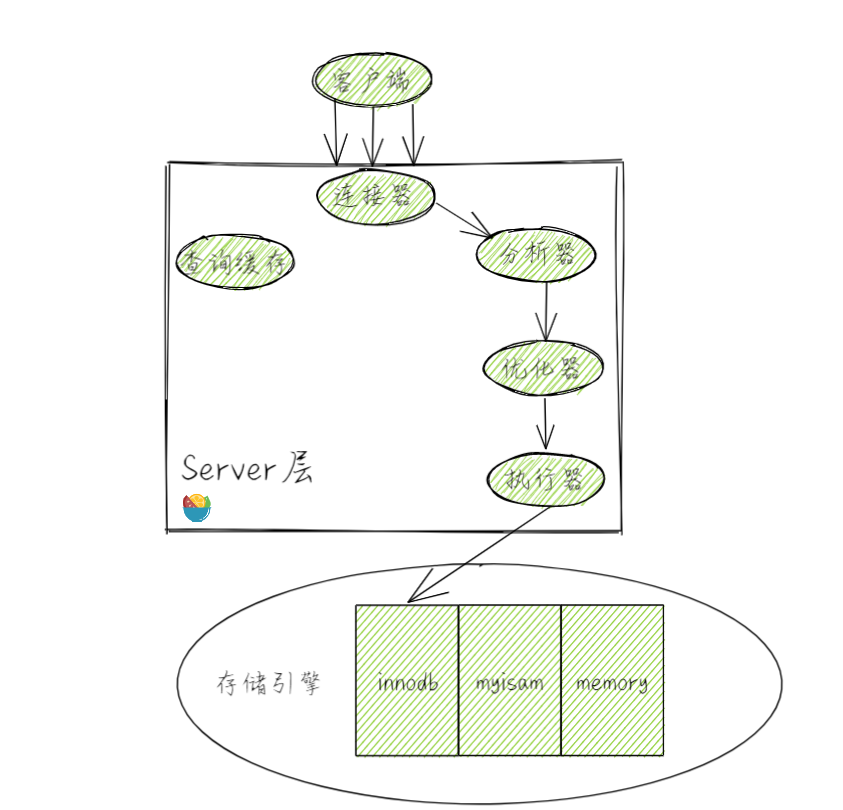 客户端
连接器
查询缓存
分析器
优化器
Server层
执行器
存储引擎
innodb
myisam
memory